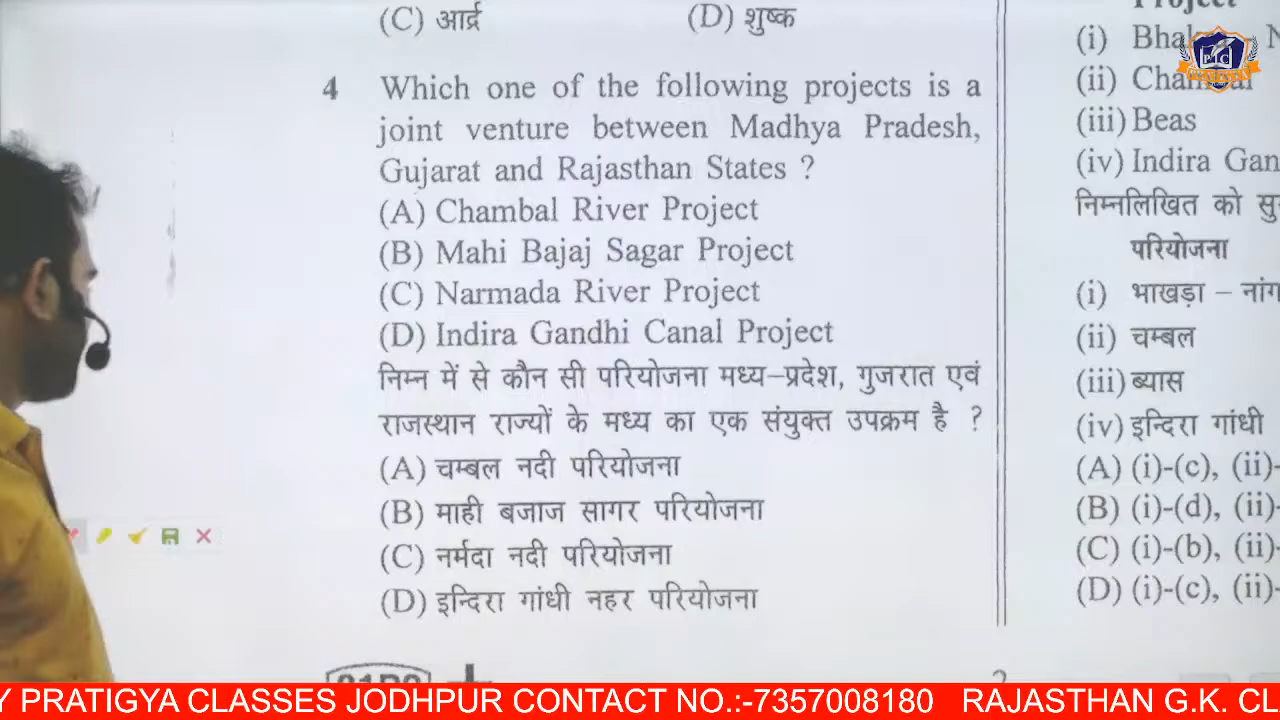 (C) आर्द्र (D) शुष्क
4 Which one of the following projects is a
joint venture between Madhya Pradesh,
Gujarat and Rajasthan States ?
(A) Chambal River Project
(B) Mahi Bajaj Sagar Project
(C) Narmada River Project
(D) Indira Gandhi Canal Project
निम्न में से कौन सी परियोजना मध्य-प्रदेश, गुजरात एवं
राजस्थान राज्यों के मध्य का एक संयुक्त उपक्रम है ?
(A) चम्बल नदी परियोजना
(B) माही बजाज सागर परियोजना
(C) नर्मदा नदी परियोजना
(D) इन्दिरा गांधी नहर परियोजना
(i)
(ii)
(iii) Beas
(iv) Indira
निम्नलिखित को
परियोजना
(i) भाखड़ा –
(ii) चम्बल
(iii) ब्यास
(iv) इन्दिरा गांधी
(A) (i)-(c), (ii)-
(B) (i)-(d), (ii)-
(C) (i)-(b), (ii)-
(D) (i)-(c), (ii)-
PTC
Y PRATIGYA CLASSES JODHPUR CONTACT NO.:-7357008180 RAJASTHAN G.K.